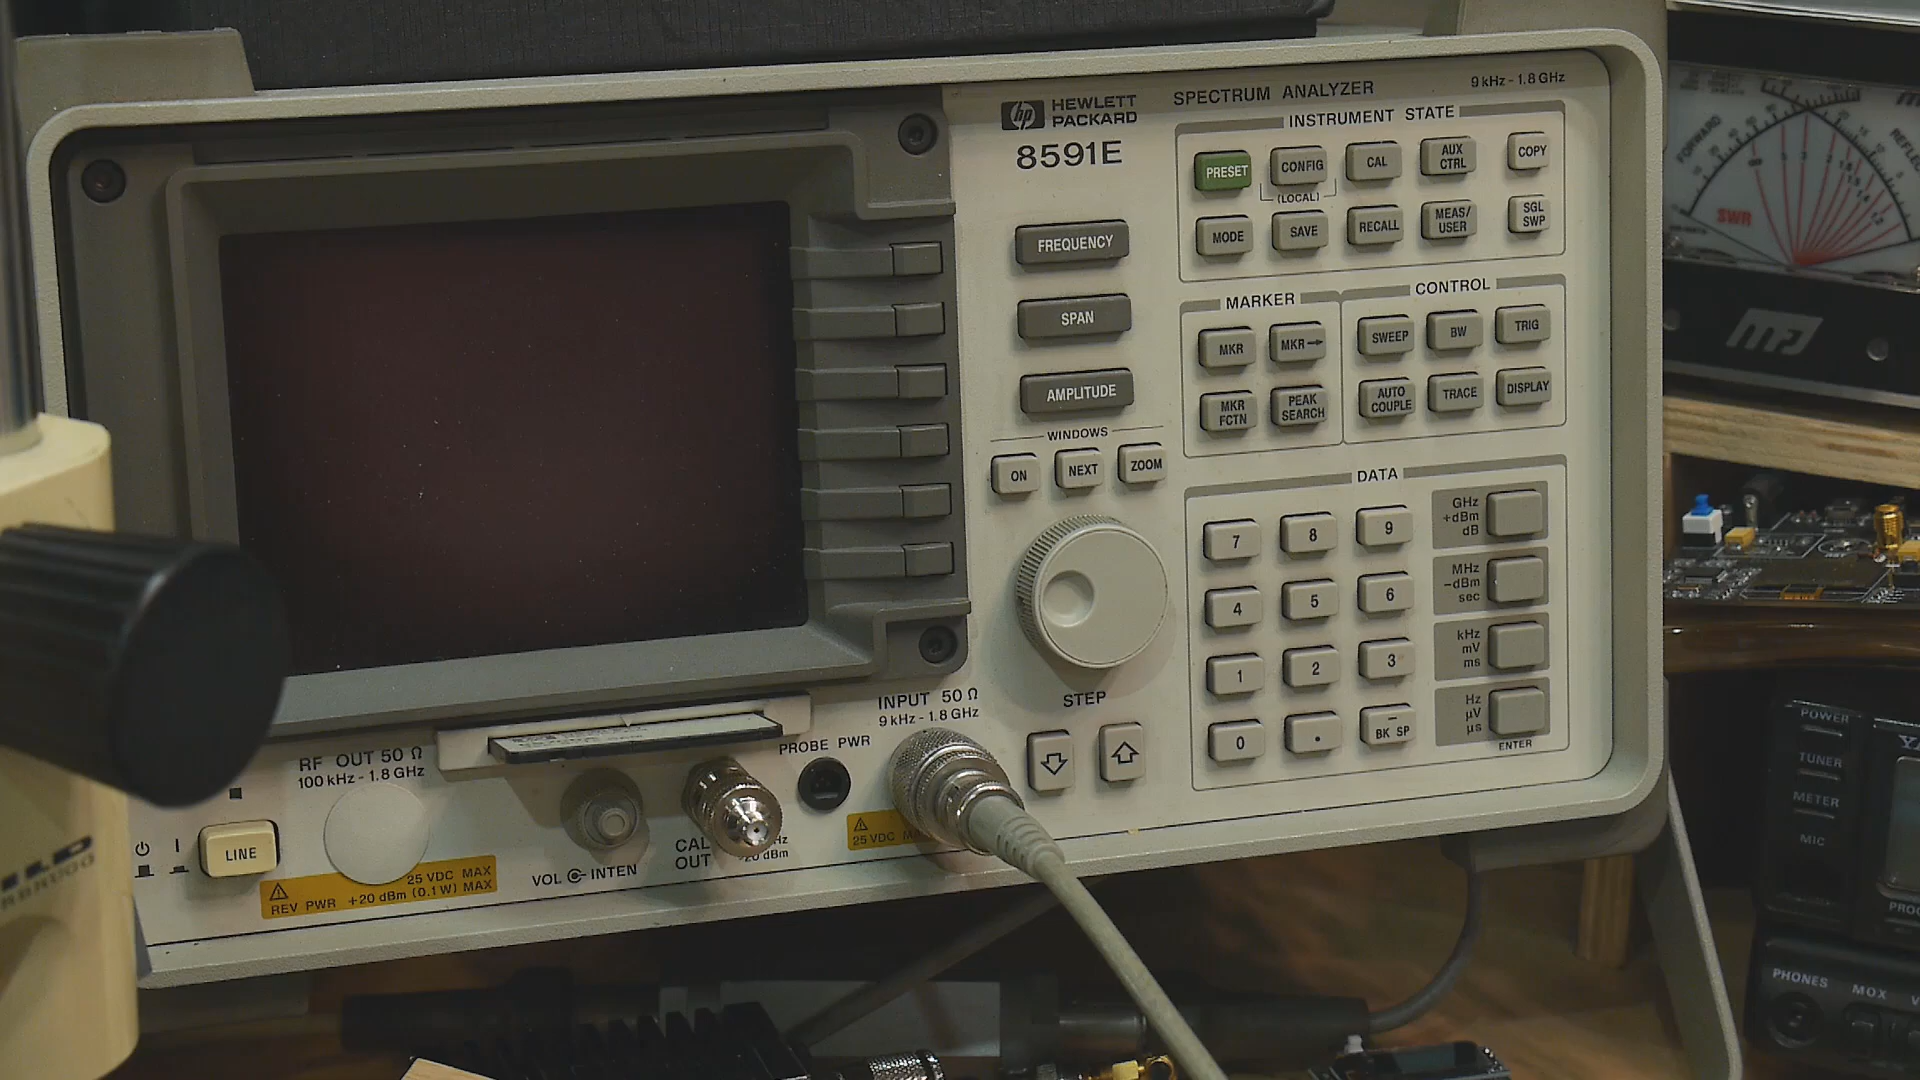 hp HEWLETT
PACKARD
8591E
SPECTRUM ANALYZER
9 kHz - 1.8 GHz
INSTRUMENT STATE
PRESET
CONFIG
(LOCAL)
CAL
AUX
CTRL
COPY
MODE
SAVE
RECALL
MEAS/
USER
SGL
SWP
FREQUENCY
SPAN
AMPLITUDE
MARKER
MKR
MKR→
MKR
FCTN
PEAK
SEARCH
CONTROL
SWEEP
BW
TRIG
AUTO
COUPLE
TRACE
DISPLAY
WINDOWS
ON
NEXT
ZOOM
DATA
7
8
9
GHz
+dBm
dB
4
5
6
MHz
-dBm
sec
1
2
3
kHz
mV
ms
0
.
–
BK SP
Hz
µV
µs
ENTER
STEP
INPUT 50 Ω
9 kHz - 1.8 GHz
PROBE PWR
RF OUT 50 Ω
100 kHz - 1.8 GHz
LINE
25 VDC MAX
REV PWR +20 dBm (0.1 W) MAX
VOL INTEN
CAL
OUT
-20 dBm
25 VDC
FORWARD
SWR
MFJ
POWER
TUNER
METER
MIC
PHONES
MOX